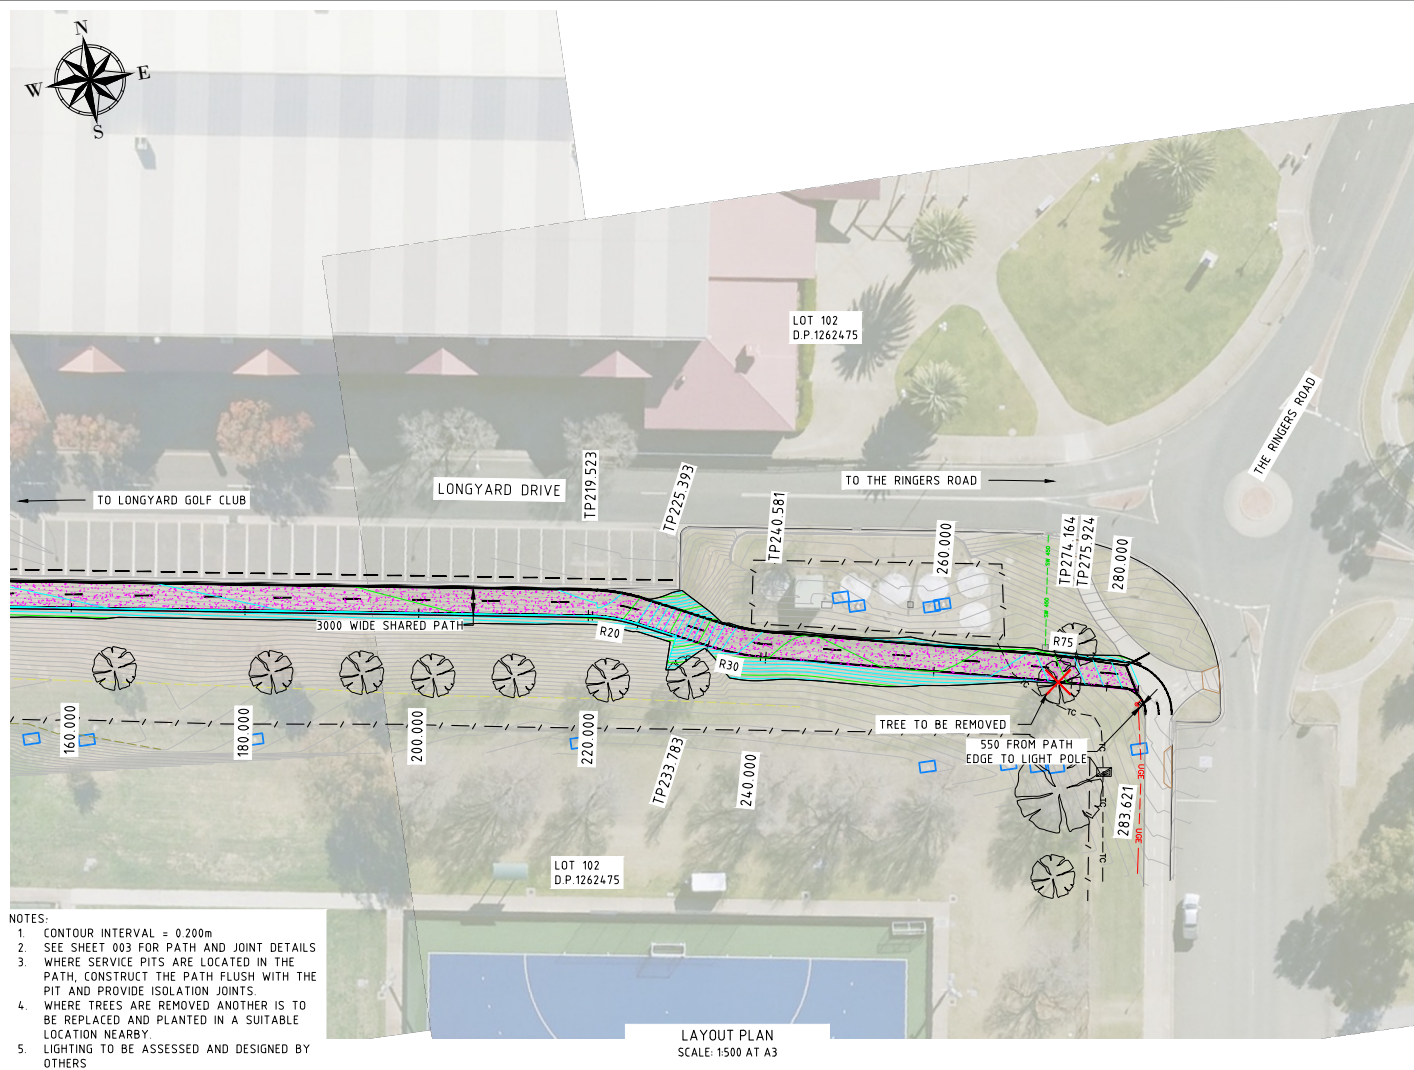 N
W E
S
LOT 102
D.P.1262475
THE RINGERS ROAD
TO LONGYARD GOLF CLUB
LONGYARD DRIVE
TO THE RINGERS ROAD
TP219.523
TP225.393
TP240.581
260.000
TP274.164
TP275.924
280.000
3000 WIDE SHARED PATH
R20
R30
R75
TREE TO BE REMOVED
550 FROM PATH
EDGE TO LIGHT POLE
160.000
180.000
200.000
220.000
TP233.783
240.000
283.621
TC
TC
TC
TC
UGE
UGE
LOT 102
D.P.1262475
NOTES:
1. CONTOUR INTERVAL = 0.200m
2. SEE SHEET 003 FOR PATH AND JOINT DETAILS
3. WHERE SERVICE PITS ARE LOCATED IN THE
PATH, CONSTRUCT THE PATH FLUSH WITH THE
PIT AND PROVIDE ISOLATION JOINTS.
4. WHERE TREES ARE REMOVED ANOTHER IS TO
BE REPLACED AND PLANTED IN A SUITABLE
LOCATION NEARBY.
5. LIGHTING TO BE ASSESSED AND DESIGNED BY
OTHERS
LAYOUT PLAN
SCALE: 1:500 AT A3